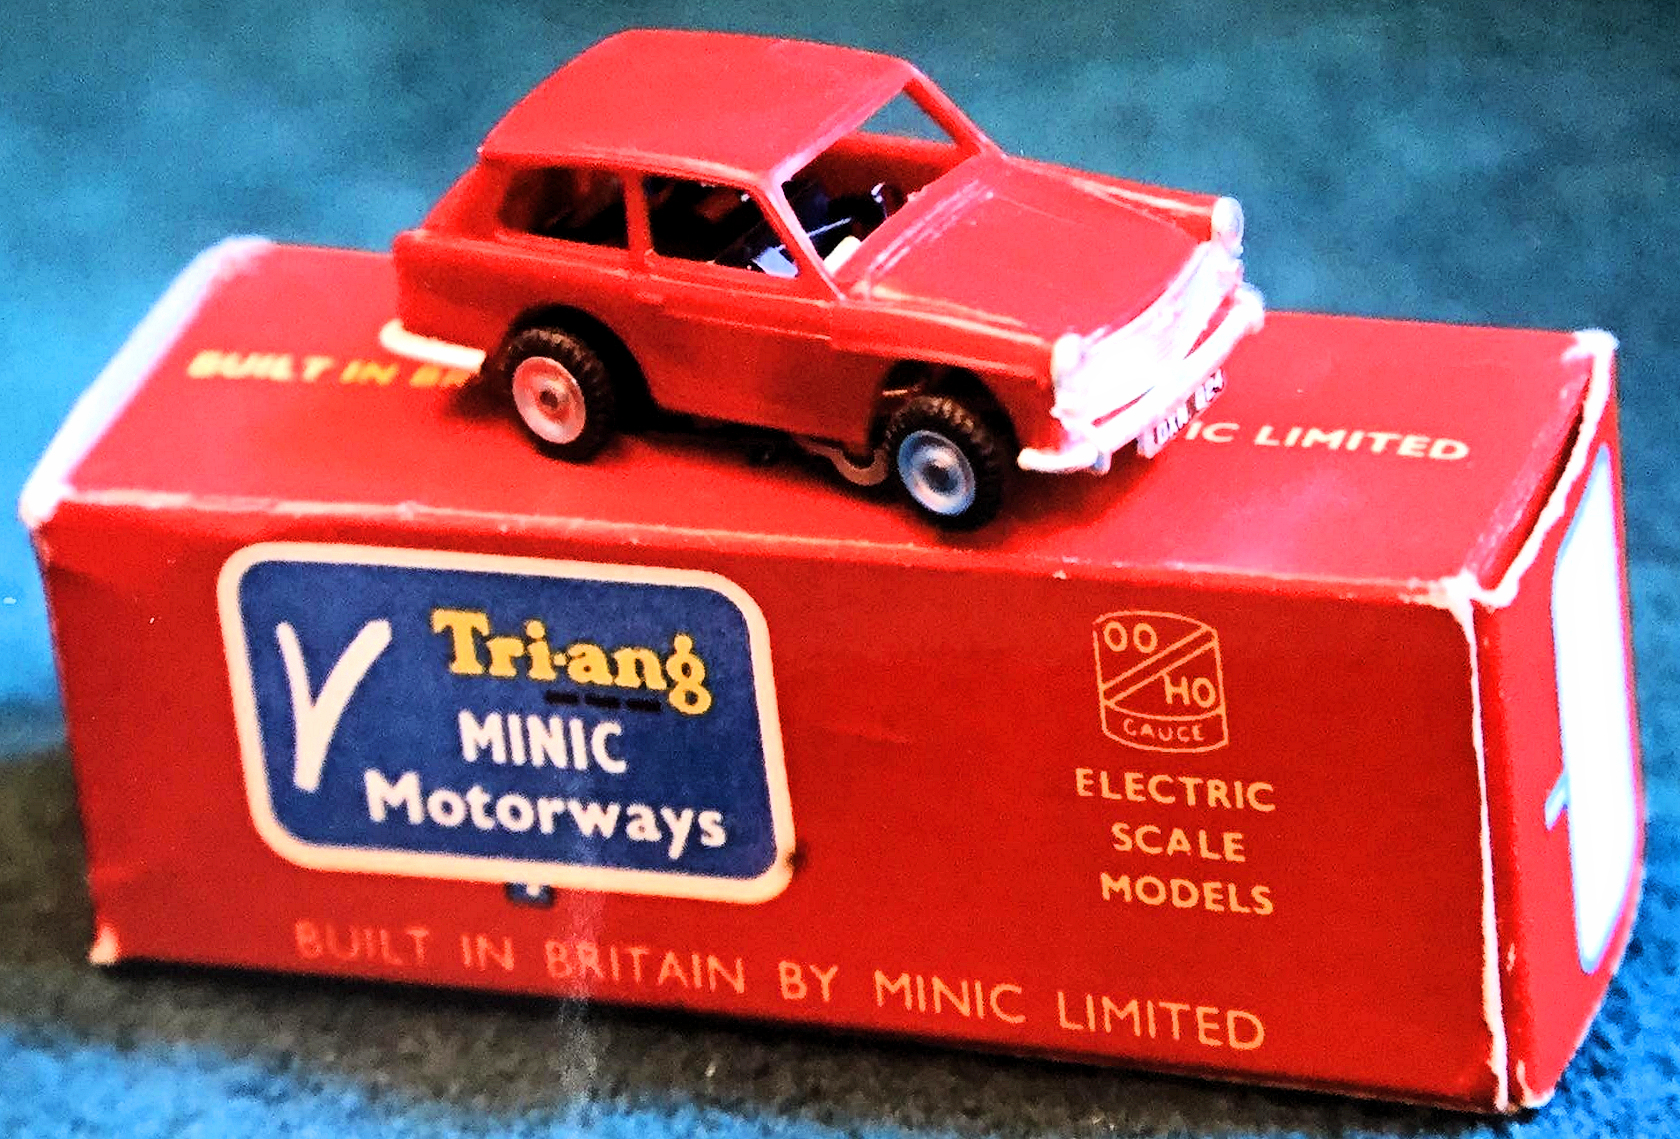 BUILT IN
IC LIMITED
Tri-ang
MINIC
Motorways
OO
HO
GAUGE
ELECTRIC
SCALE
MODELS
BUILT IN BRITAIN BY MINIC LIMITED